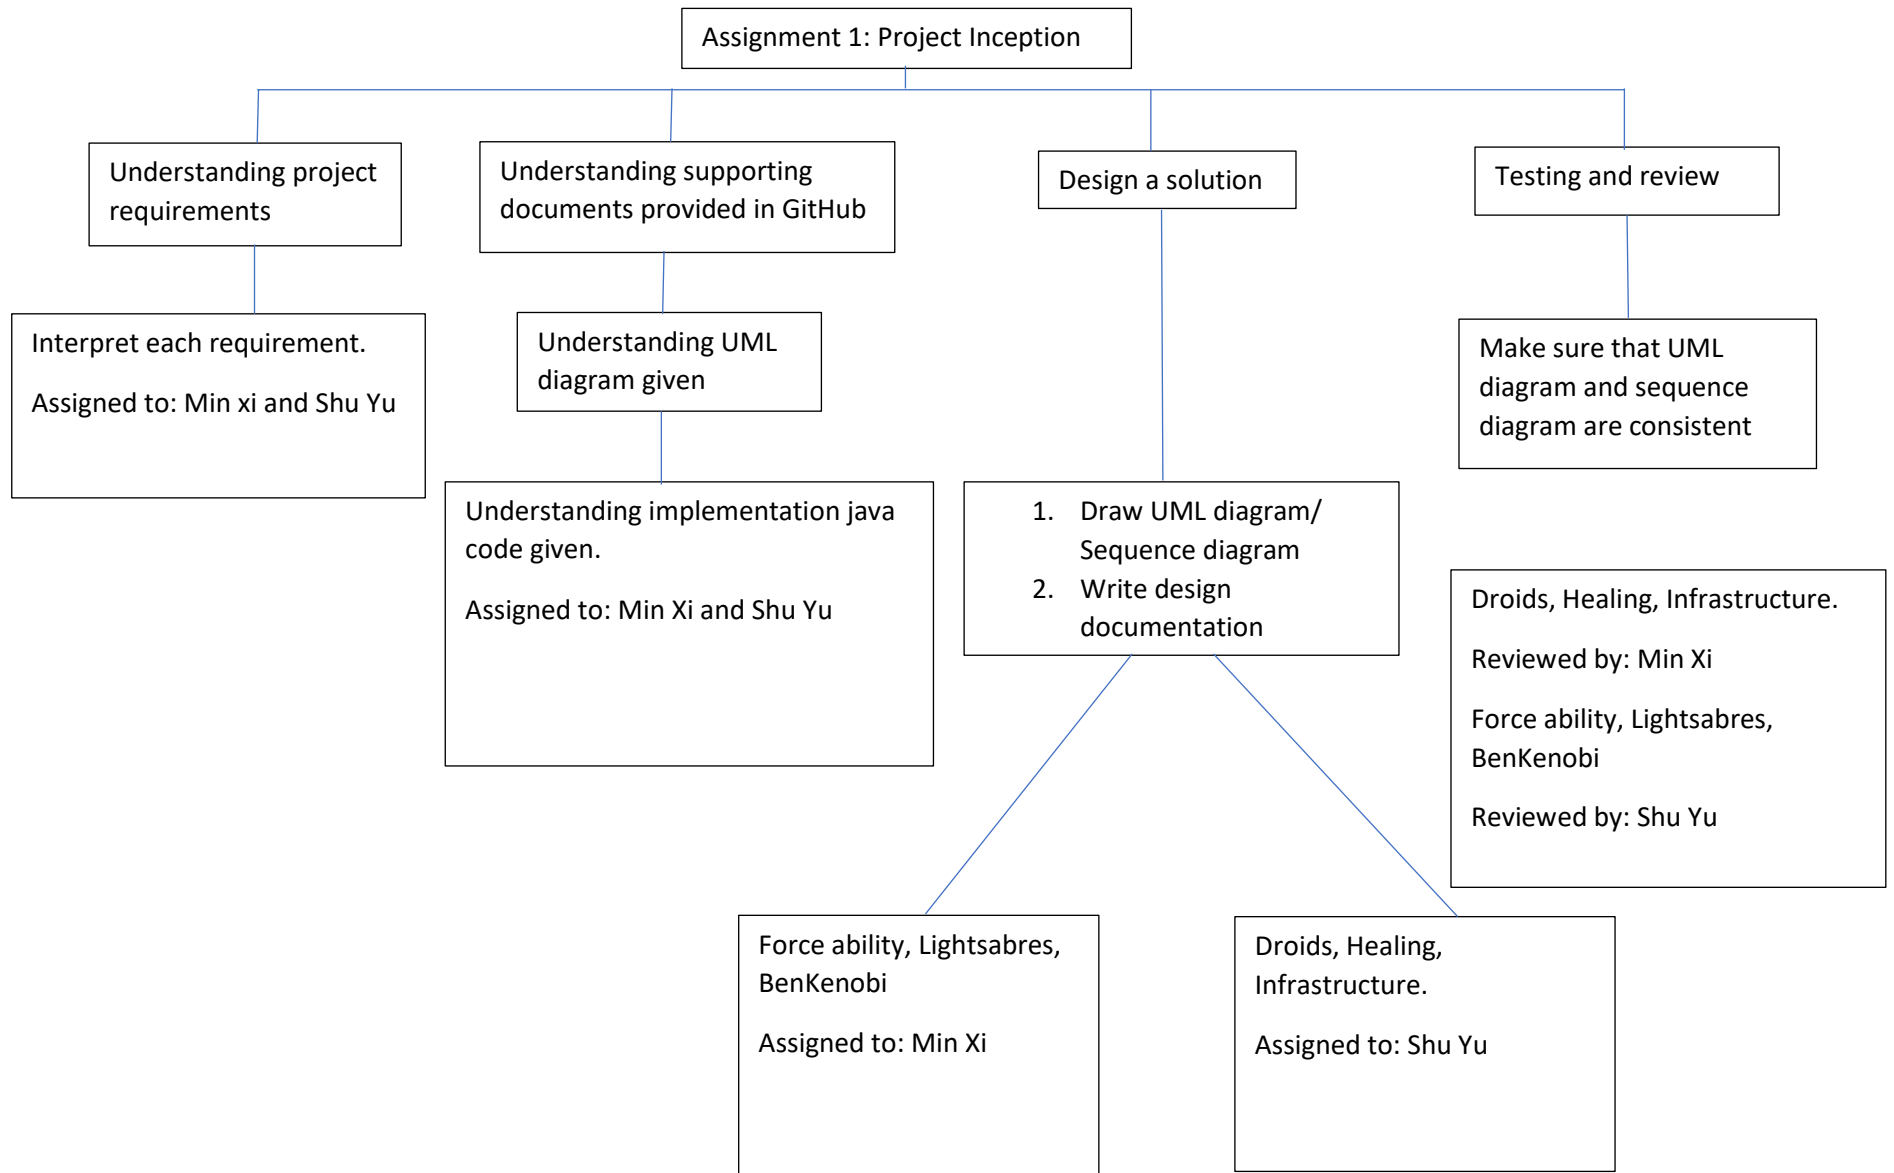 Assignment 1: Project Inception
Understanding project
requirements
Understanding supporting
documents provided in GitHub
Design a solution
Testing and review
Interpret each requirement.
Assigned to: Min xi and Shu Yu
Understanding UML
diagram given
Make sure that UML
diagram and sequence
diagram are consistent
Understanding implementation java
code given.
Assigned to: Min Xi and Shu Yu
1. Draw UML diagram/
Sequence diagram
2. Write design
documentation
Droids, Healing, Infrastructure.
Reviewed by: Min Xi
Force ability, Lightsabres,
BenKenobi
Reviewed by: Shu Yu
Force ability, Lightsabres,
BenKenobi
Assigned to: Min Xi
Droids, Healing,
Infrastructure.
Assigned to: Shu Yu